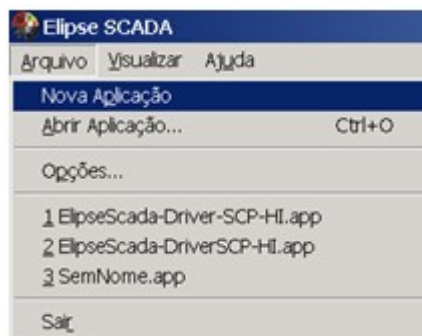 Elipse SCADA
Arquivo Visualizar Ajuda
Nova Aplicação
Abrir Aplicação... Ctrl+O
Opções...
1 ElipseScada-Driver-SCP-HI.app
2 ElipseScada-DriverSCP-HI.app
3 SemNome.app
Sair